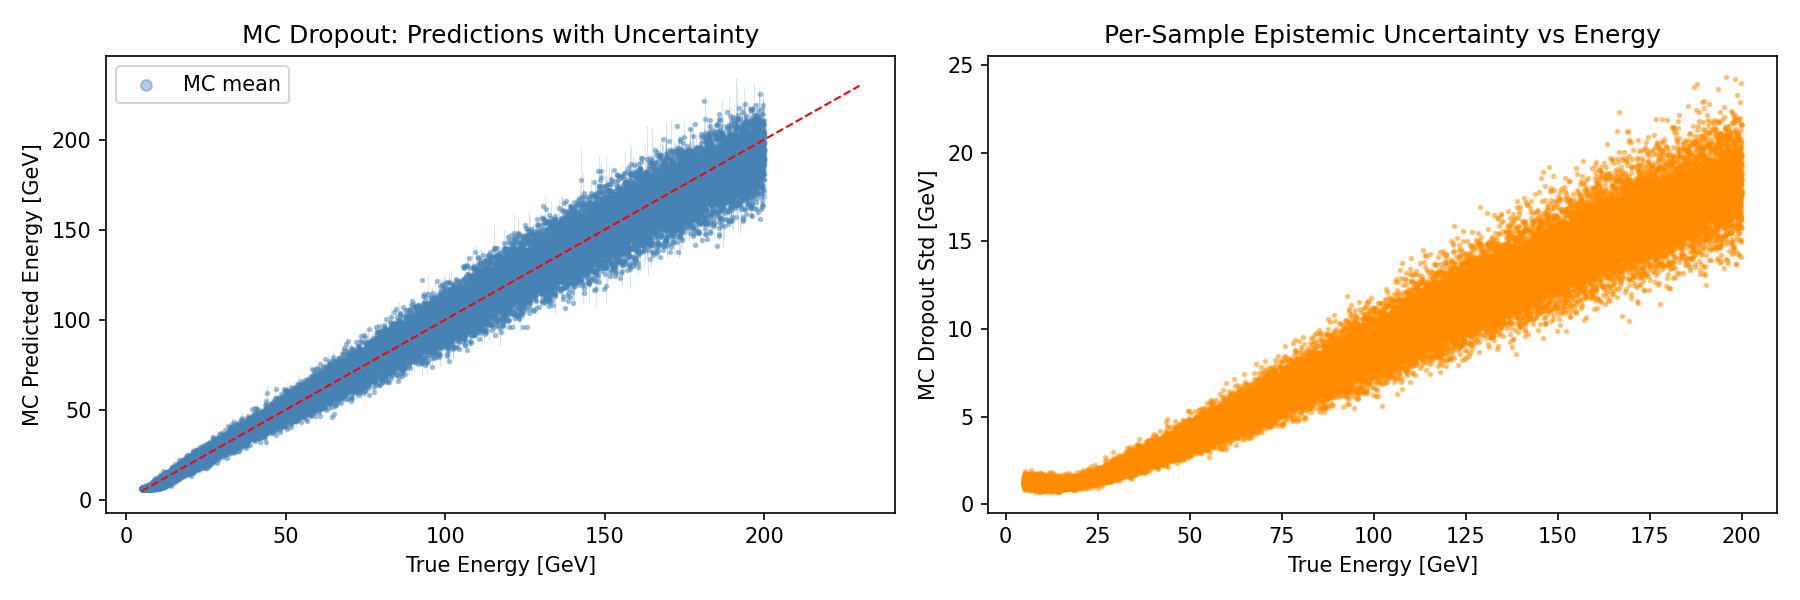 MC Dropout: Predictions with Uncertainty
MC mean
MC Predicted Energy [GeV]
200
150
100
50
0
0 50 100 150 200
True Energy [GeV]
Per-Sample Epistemic Uncertainty vs Energy
MC Dropout Std [GeV]
25
20
15
10
5
0
0 25 50 75 100 125 150 175 200
True Energy [GeV]